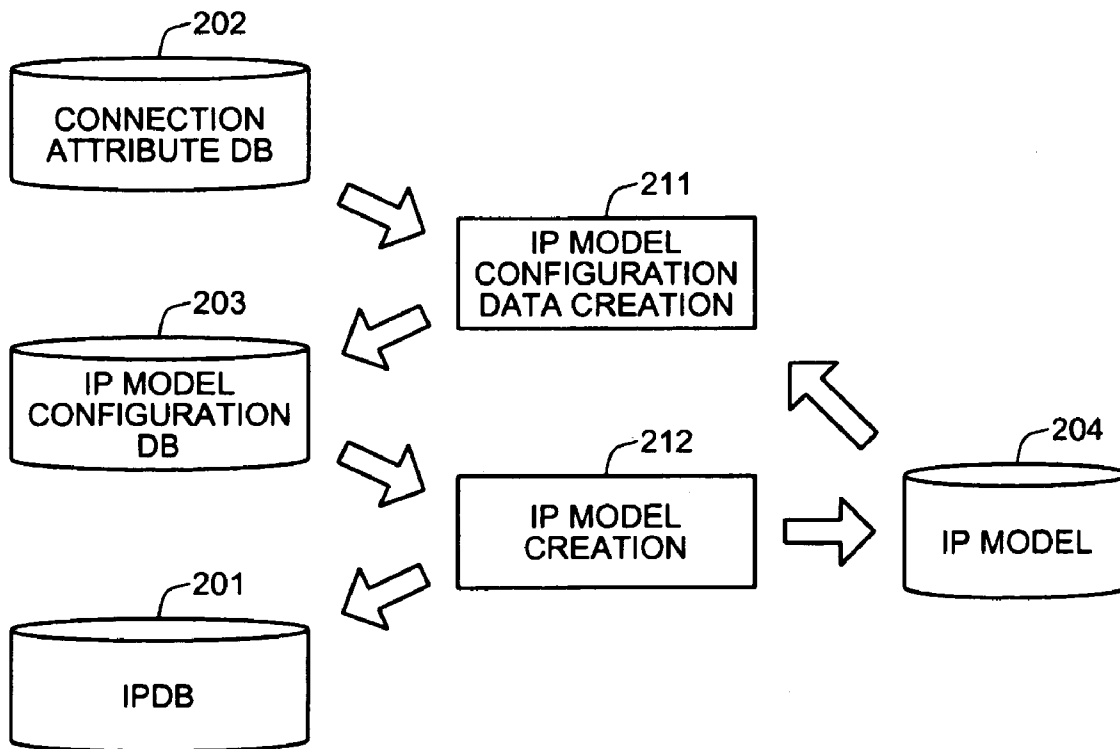 202
CONNECTION
ATTRIBUTE DB
211
IP MODEL
CONFIGURATION
DATA CREATION
203
IP MODEL
CONFIGURATION
DB
212
IP MODEL
CREATION
204
IP MODEL
201
IPDB